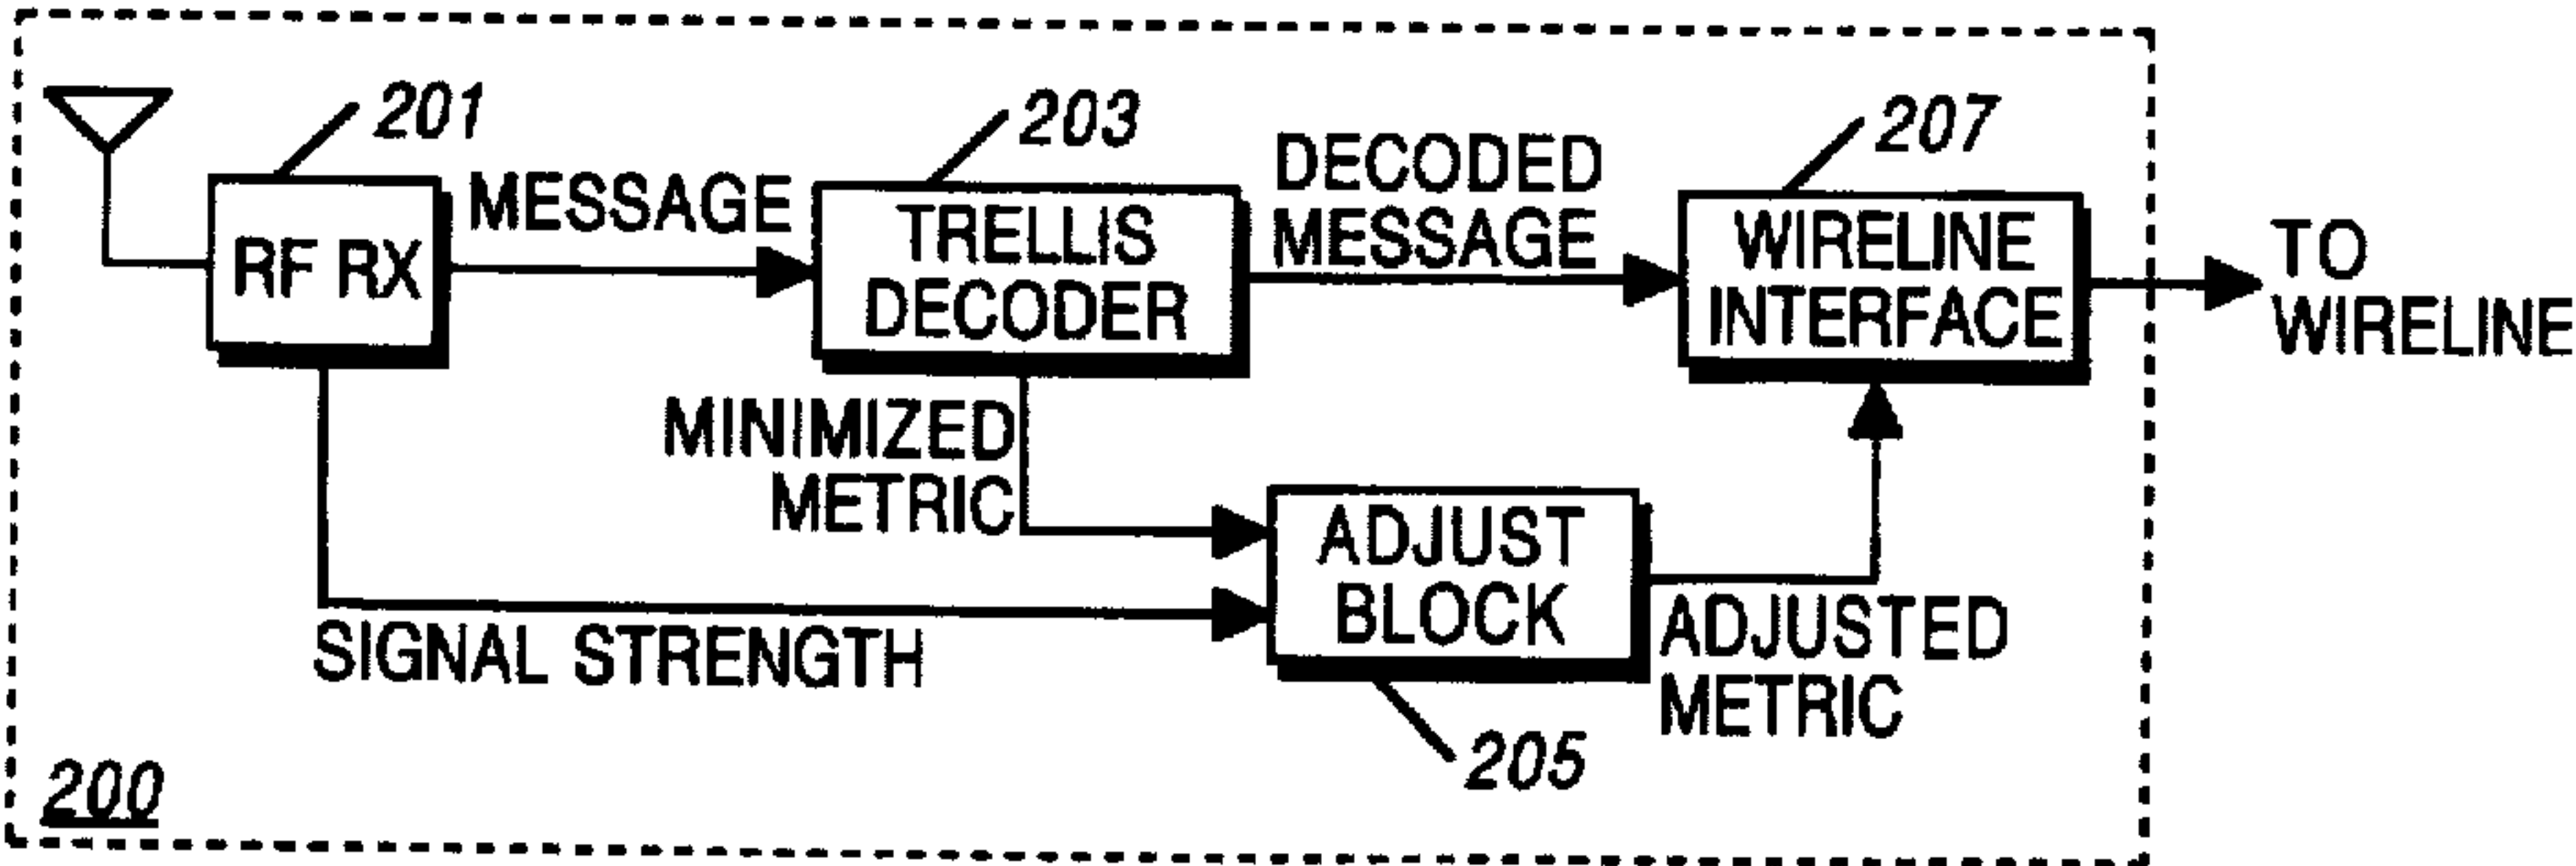 201
RF RX
MESSAGE
203
TRELLIS
DECODER
DECODED
MESSAGE
207
WIRELINE
INTERFACE
TO
WIRELINE
MINIMIZED
METRIC
SIGNAL STRENGTH
ADJUST
BLOCK
205
ADJUSTED
METRIC
200